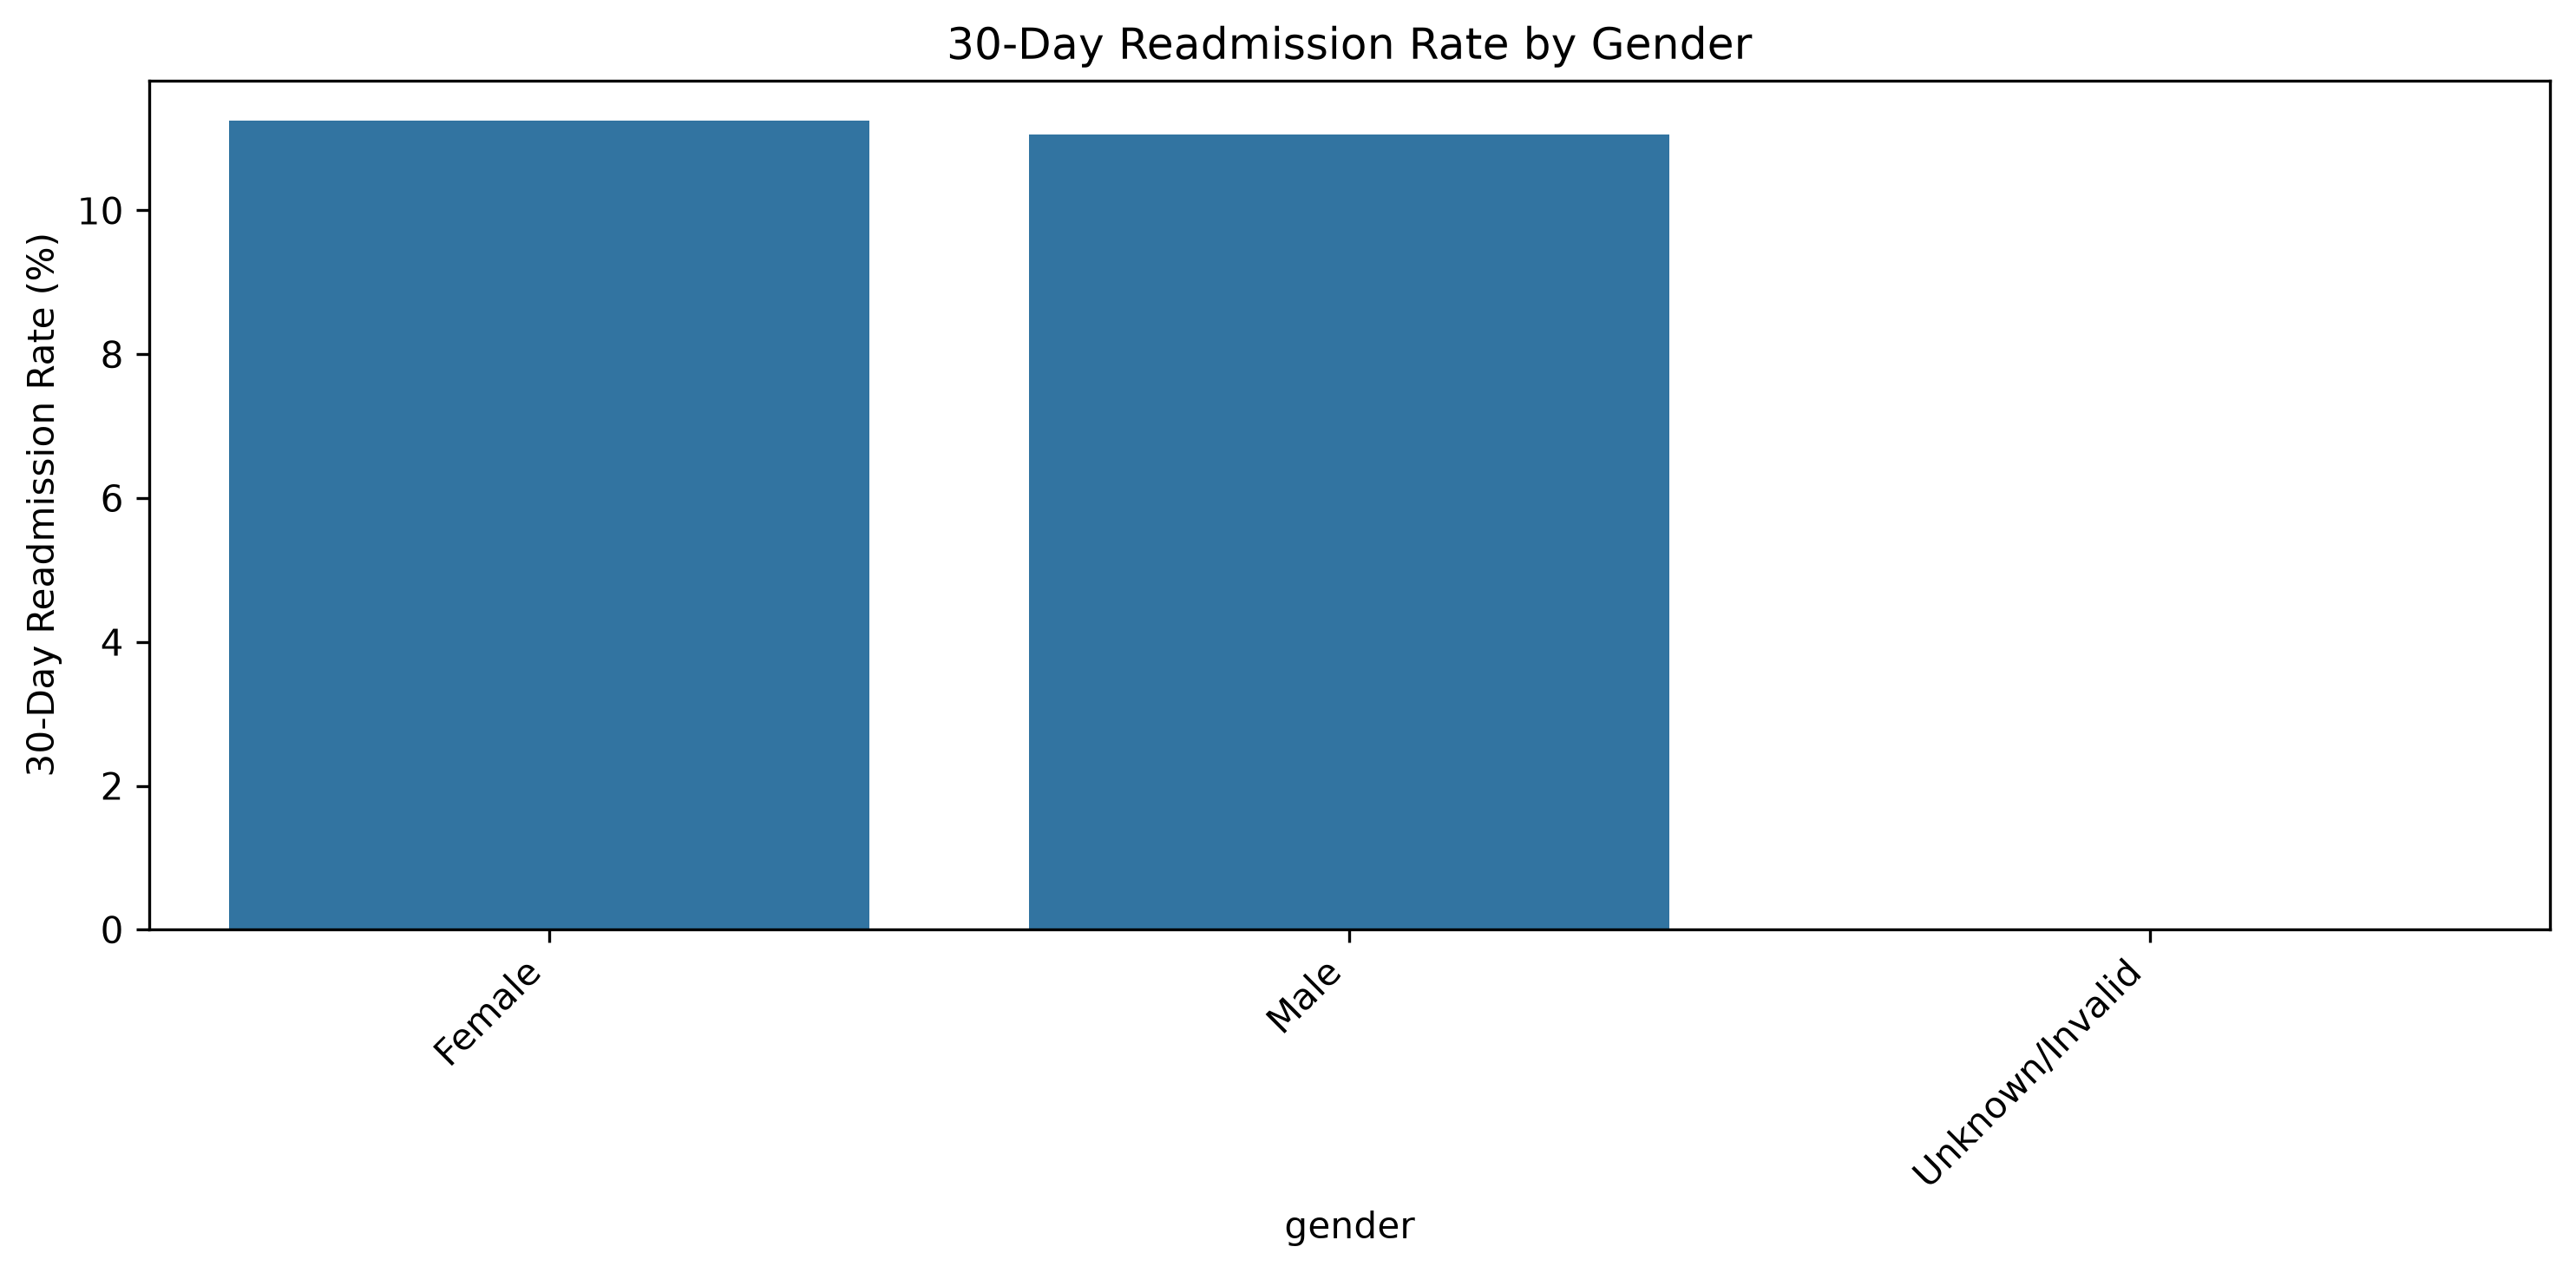 30-Day Readmission Rate by Gender
30-Day Readmission Rate (%)
10
8
6
4
2
0
Female
Male
Unknown/Invalid
gender